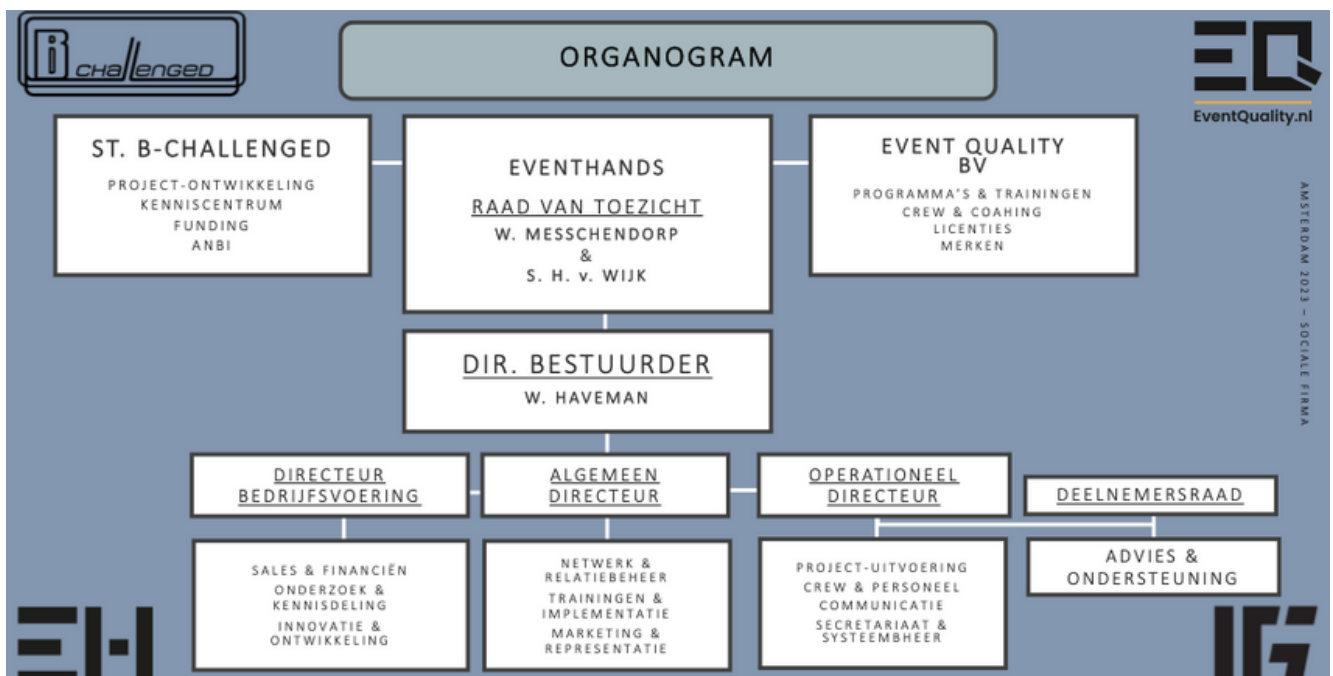 Bi CHALLENGED
ORGANOGRAM
EQ
EventQuality.nl
ST. B-CHALLENGED
PROJECT-ONTWIKKELING
KENNISCENTRUM
FUNDING
ANBI
EVENTHANDS
RAAD VAN TOEZICHT
W. MESSCHENDORP
&
S. H. v. WIJK
EVENT QUALITY
BV
PROGRAMMA'S & TRAININGEN
CREW & COAHING
LICENTIES
MERKEN
AMSTERDAM 2023 – SOCIALE FIRMA
DIR. BESTUURDER
W. HAVEMAN
DIRECTEUR
BEDRIJFSVOERING
ALGEMEEN
DIRECTEUR
OPERATIONEEL
DIRECTEUR
DEELNEMERSRAAD
SALES & FINANCIËN
ONDERZOEK &
KENNISDELING
INNOVATIE &
ONTWIKKELING
NETWERK &
RELATIEBEHEER
TRAININGEN &
IMPLEMENTATIE
MARKETING &
REPRESENTATIE
PROJECT-UITVOERING
CREW & PERSONEEL
COMMUNICATIE
SECRETARIAAT &
SYSTEEMBHEER
ADVIES &
ONDERSTEUNING
EH